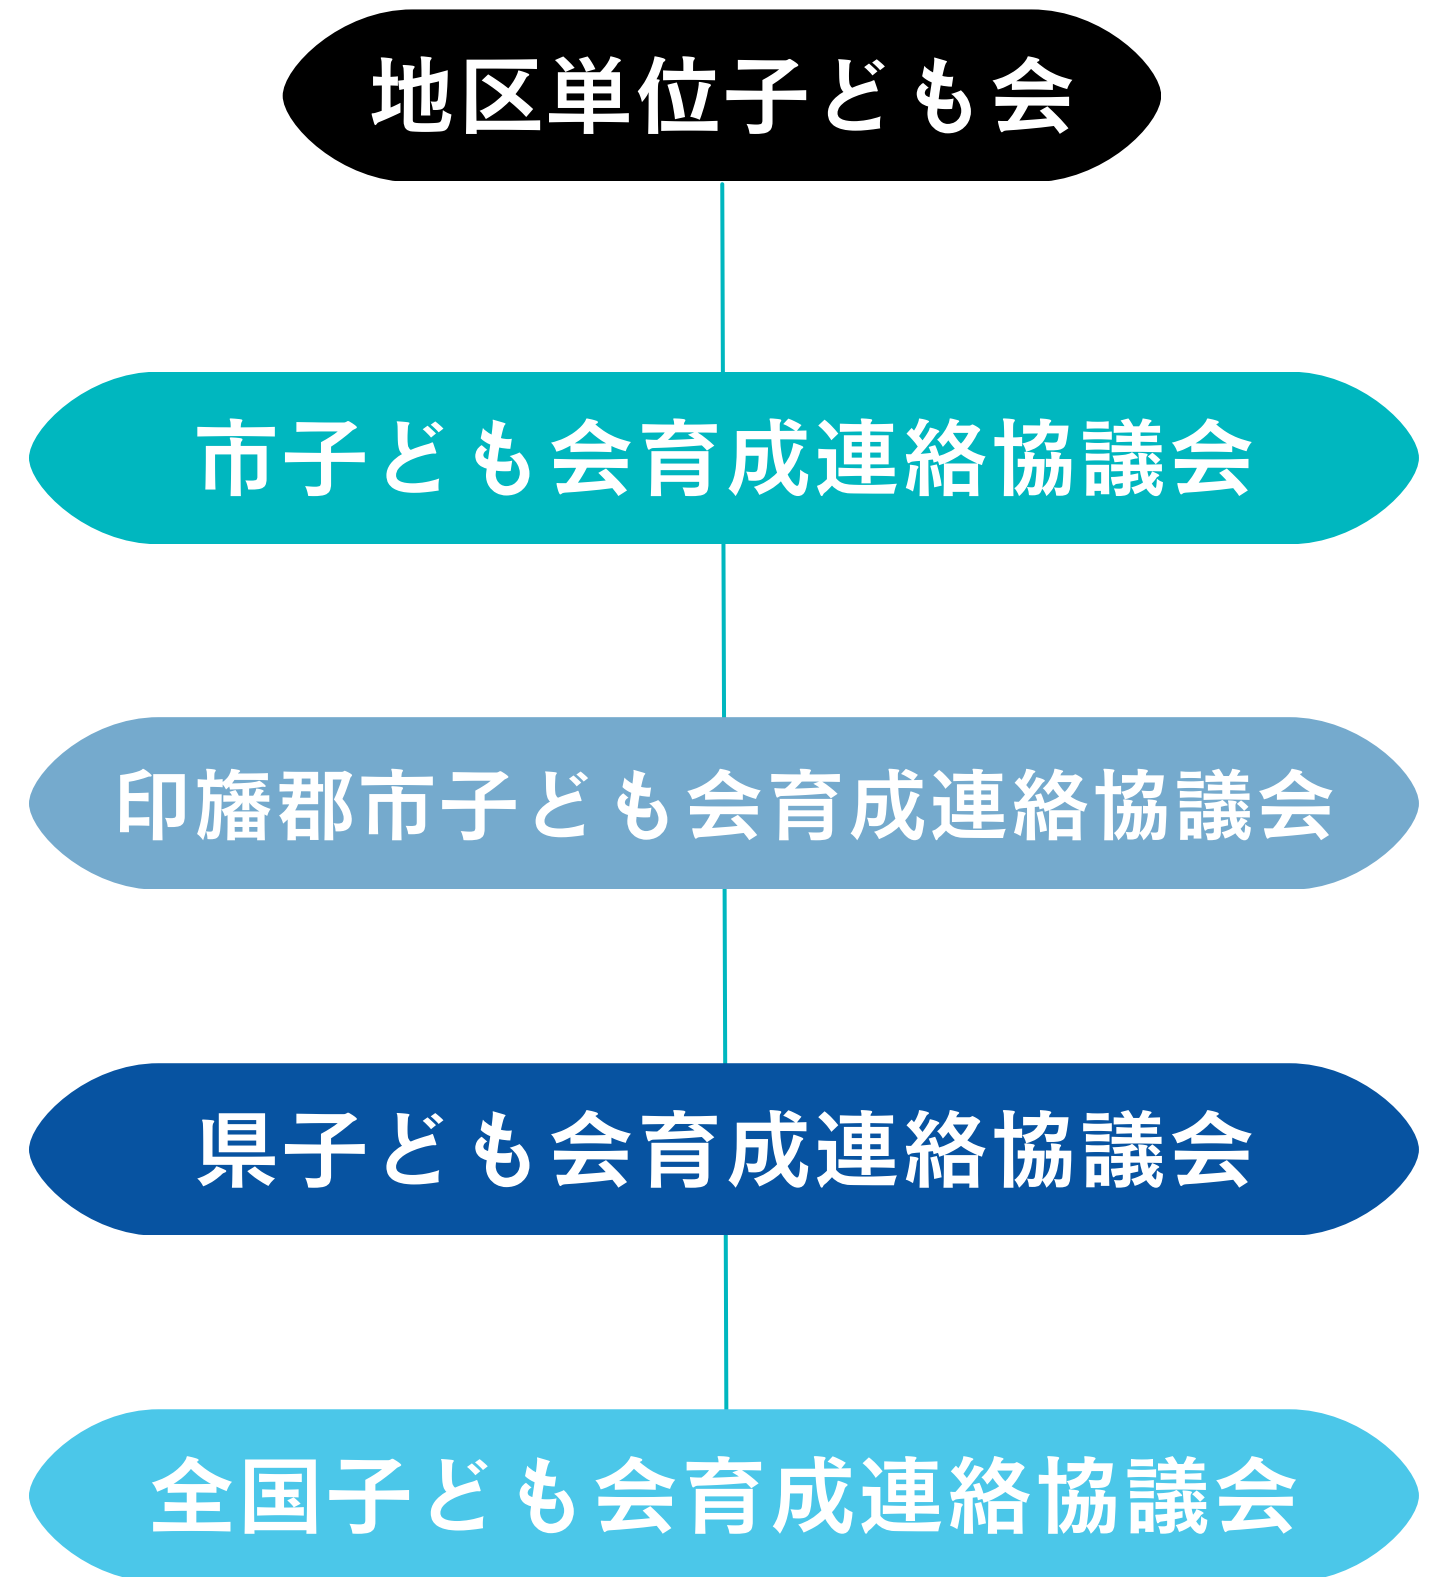 地区単位子ども会
市子ども会育成連絡協議会
印旛郡市子ども会育成連絡協議会
県子ども会育成連絡協議会
全国子ども会育成連絡協議会